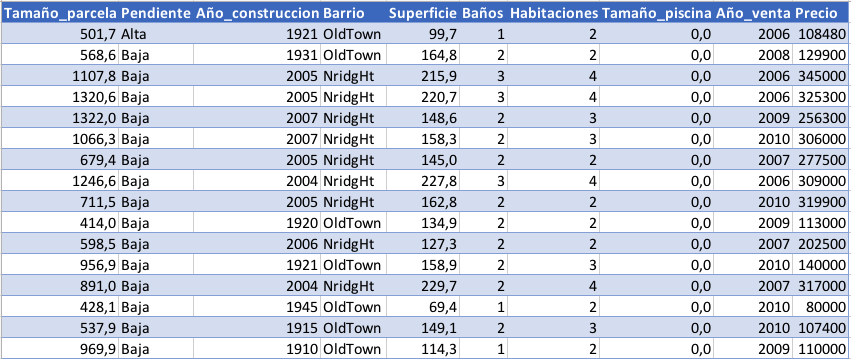 Tamaño_parcela Pendiente Año_construccion Barrio Superficie Baños Habitaciones Tamaño_piscina Año_venta Precio
501,7 Alta 1921 OldTown 99,7 1 2 0,0 2006 108480
568,6 Baja 1931 OldTown 164,8 2 2 0,0 2008 129900
1107,8 Baja 2005 NridgHt 215,9 3 4 0,0 2006 345000
1320,6 Baja 2005 NridgHt 220,7 3 4 0,0 2006 325300
1322,0 Baja 2007 NridgHt 148,6 2 3 0,0 2009 256300
1066,3 Baja 2007 NridgHt 158,3 2 3 0,0 2010 306000
679,4 Baja 2005 NridgHt 145,0 2 2 0,0 2007 277500
1246,6 Baja 2004 NridgHt 227,8 3 4 0,0 2006 309000
711,5 Baja 2005 NridgHt 162,8 2 2 0,0 2010 319900
414,0 Baja 1920 OldTown 134,9 2 2 0,0 2009 113000
598,5 Baja 2006 NridgHt 127,3 2 2 0,0 2007 202500
956,9 Baja 1921 OldTown 158,9 2 3 0,0 2010 140000
891,0 Baja 2004 NridgHt 229,7 2 4 0,0 2007 317000
428,1 Baja 1945 OldTown 69,4 1 2 0,0 2010 80000
537,9 Baja 1915 OldTown 149,1 2 3 0,0 2010 107400
969,9 Baja 1910 OldTown 114,3 1 2 0,0 2009 110000